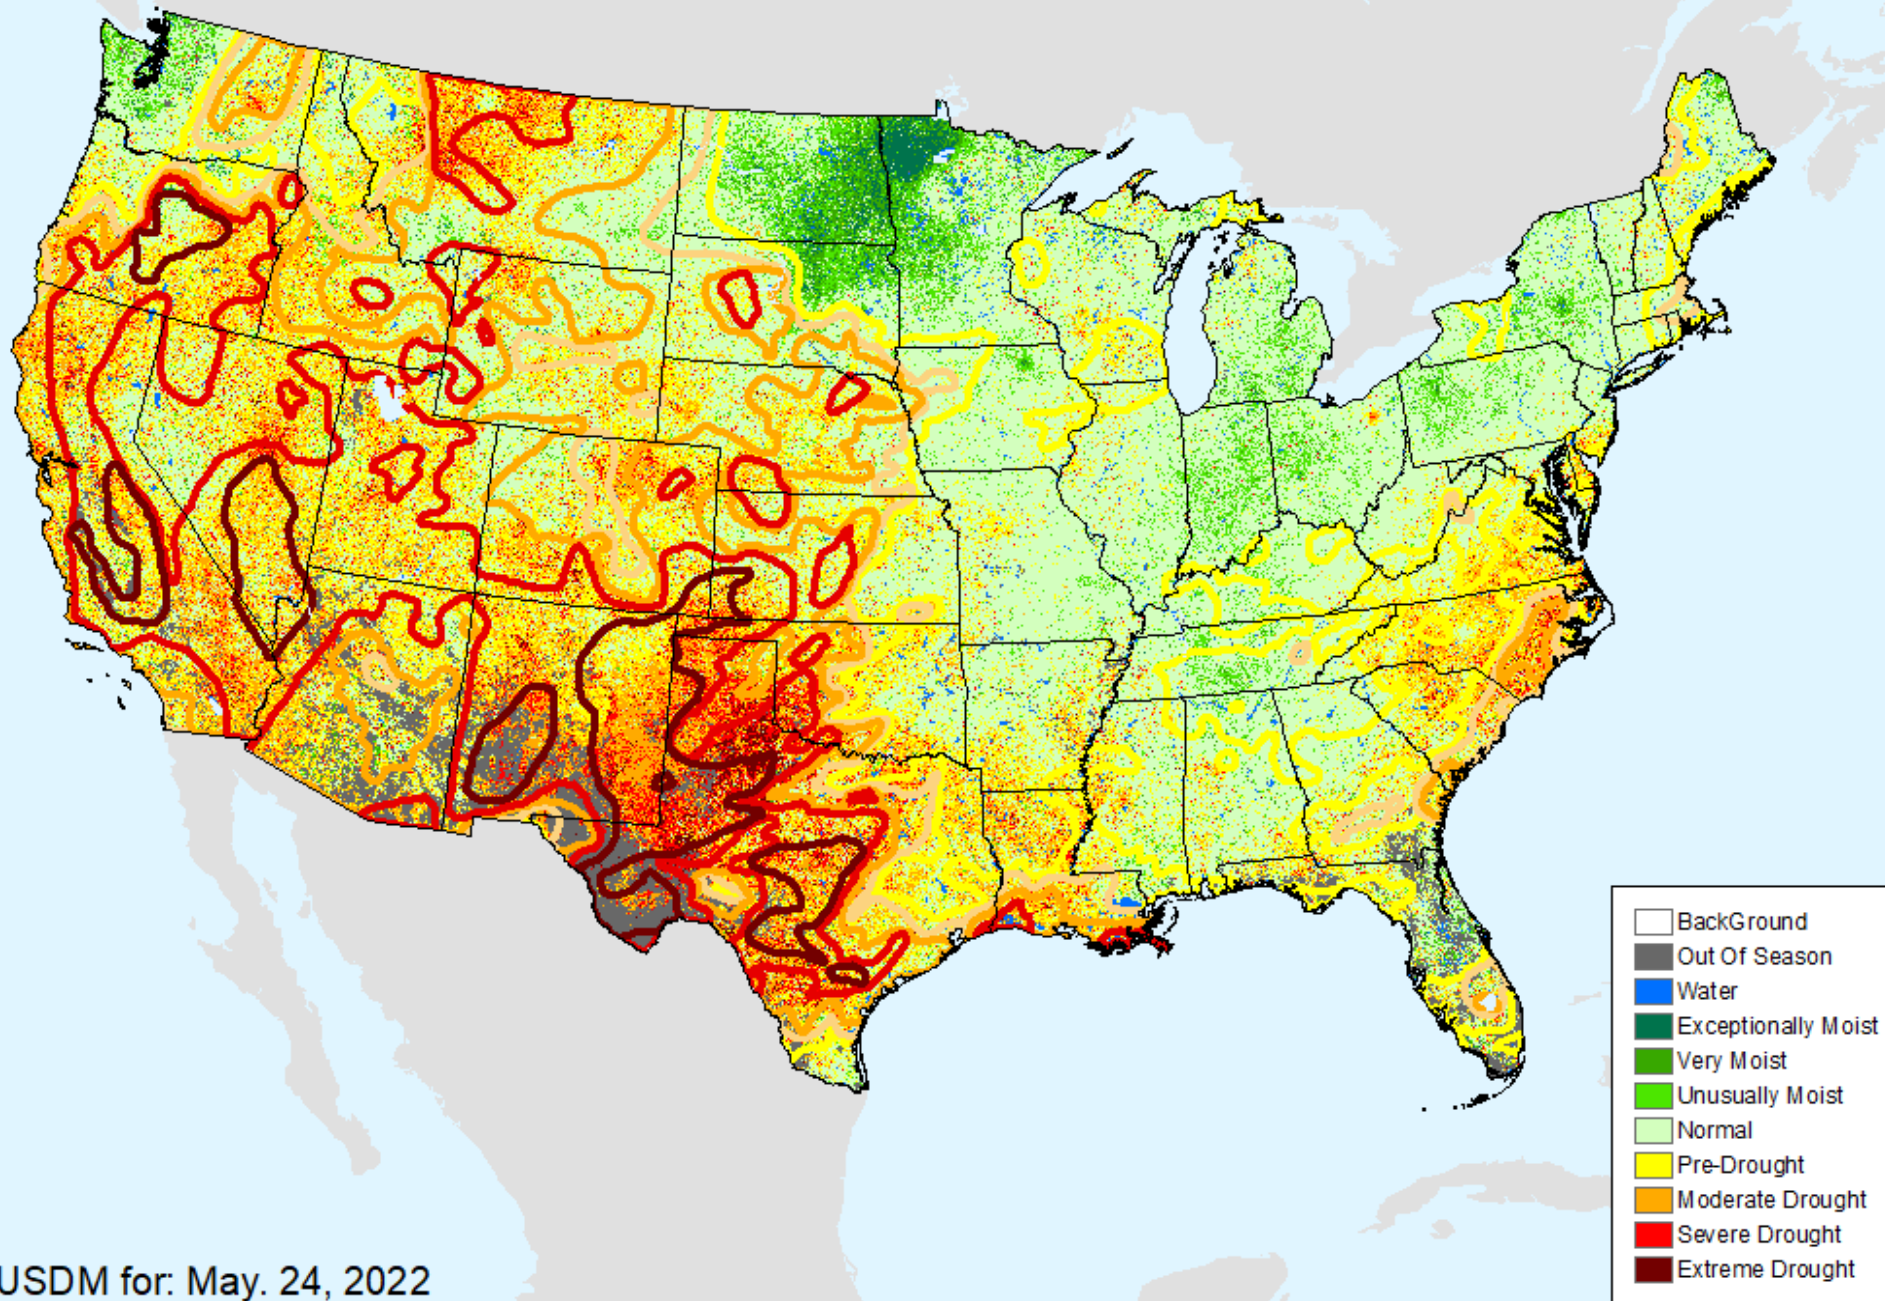 BackGround
Out Of Season
Water
Exceptionally Moist
Very Moist
Unusually Moist
Normal
Pre-Drought
Moderate Drought
Severe Drought
Extreme Drought
USDM for: May. 24, 2022